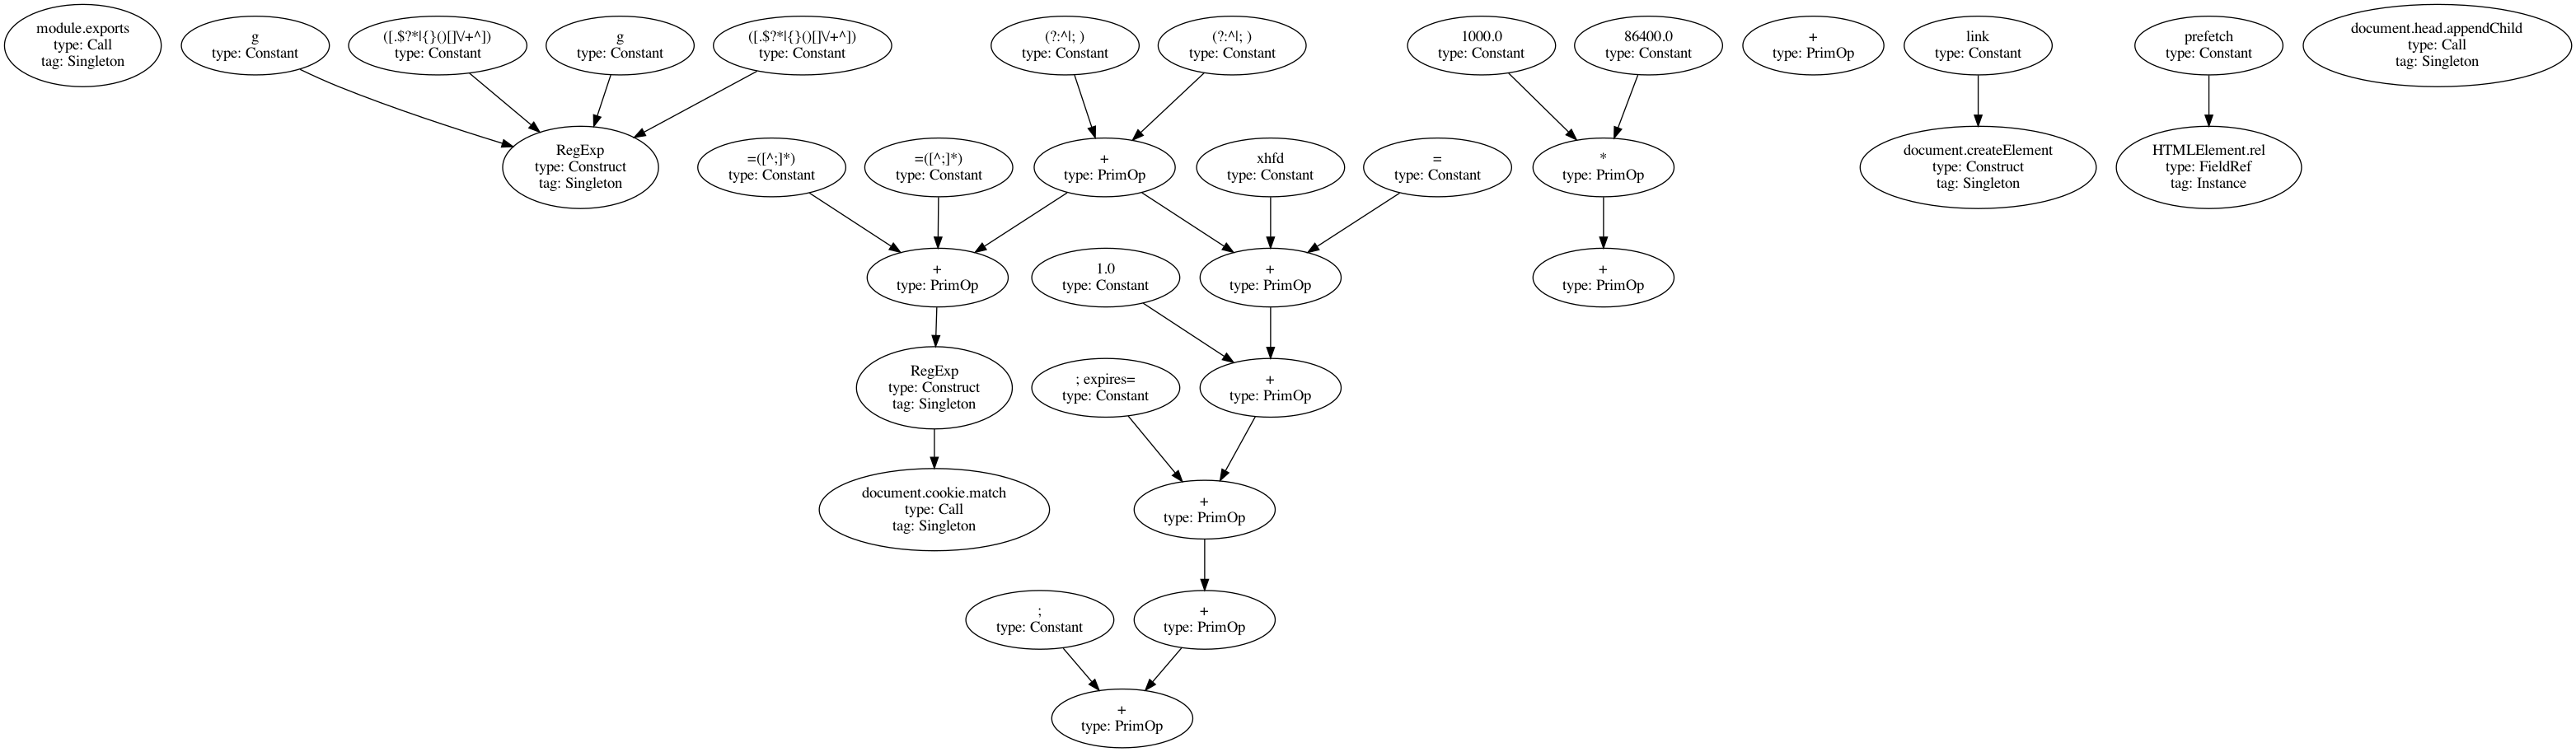 module.exports
type: Call
tag: Singleton
g
type: Constant
([.$?*|{}()[]\/+^])
type: Constant
g
type: Constant
([.$?*|{}()[]\/+^])
type: Constant
(?:^|; )
type: Constant
(?:^|; )
type: Constant
1000.0
type: Constant
86400.0
type: Constant
+
type: PrimOp
link
type: Constant
prefetch
type: Constant
document.head.appendChild
type: Call
tag: Singleton
RegExp
type: Construct
tag: Singleton
=([^;]*)
type: Constant
=([^;]*)
type: Constant
+
type: PrimOp
xhfd
type: Constant
=
type: Constant
*
type: PrimOp
document.createElement
type: Construct
tag: Singleton
HTMLElement.rel
type: FieldRef
tag: Instance
+
type: PrimOp
1.0
type: Constant
+
type: PrimOp
+
type: PrimOp
RegExp
type: Construct
tag: Singleton
; expires=
type: Constant
+
type: PrimOp
document.cookie.match
type: Call
tag: Singleton
+
type: PrimOp
;
type: Constant
+
type: PrimOp
+
type: PrimOp